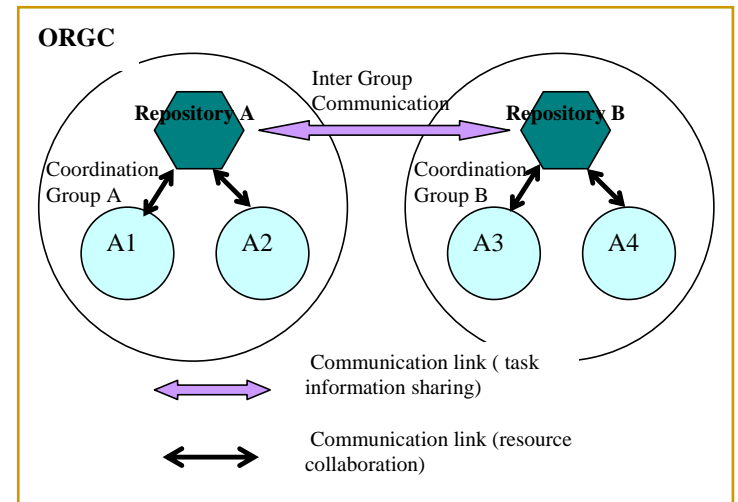 ORGC
Inter Group
Communication
Repository A
Repository B
Coordination
Group A
Coordination
Group B
A1
A2
A3
A4
Communication link ( task
information sharing)
Communication link (resource
collaboration)